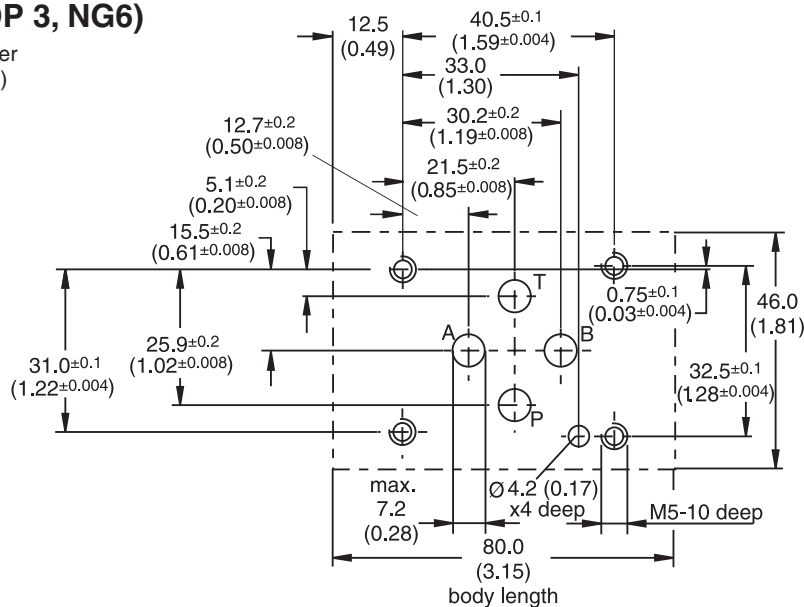 OP 3, NG6)
er
)
12.5
(0.49)
40.5±0.1
(1.59±0.004)
33.0
(1.30)
30.2±0.2
(1.19±0.008)
12.7±0.2
(0.50±0.008)
21.5±0.2
(0.85±0.008)
5.1±0.2
(0.20±0.008)
15.5±0.2
(0.61±0.008)
T
0.75±0.1
(0.03±0.004)
46.0
(1.81)
A
B
25.9±0.2
(1.02±0.008)
31.0±0.1
(1.22±0.004)
32.5±0.1
(1.28±0.004)
P
max.
7.2
(0.28)
Ø4.2 (0.17)
x4 deep
M5-10 deep
80.0
(3.15)
body length